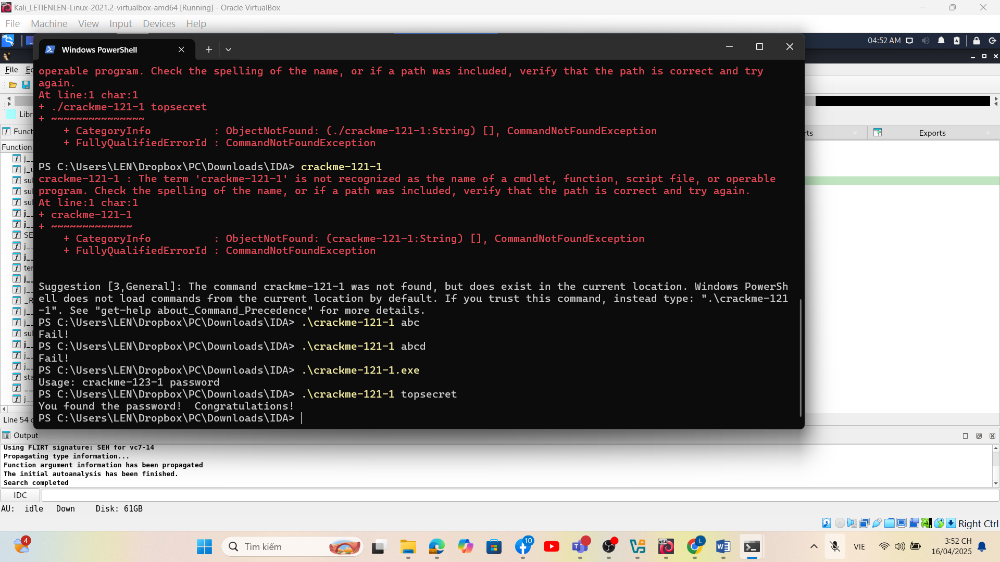 Kali_LETIENLEN-Linux-2021.2-virtualbox-amd64 [Running] - Oracle VirtualBox
File Machine View Input Devices Help
04:52 AM
Windows PowerShell
File
operable program. Check the spelling of the name, or if a path was included, verify that the path is correct and try
again.
At line:1 char:1
+ ./crackme-121-1 topsecret
+ ~~~~~~~~~~~~~~~
    + CategoryInfo          : ObjectNotFound: (./crackme-121-1:String) [], CommandNotFoundException
    + FullyQualifiedErrorId : CommandNotFoundException
PS C:\Users\LEN\Dropbox\PC\Downloads\IDA> crackme-121-1
crackme-121-1 : The term 'crackme-121-1' is not recognized as the name of a cmdlet, function, script file, or operable
program. Check the spelling of the name, or if a path was included, verify that the path is correct and try again.
At line:1 char:1
+ crackme-121-1
+ ~~~~~~~~~~~~~
    + CategoryInfo          : ObjectNotFound: (crackme-121-1:String) [], CommandNotFoundException
    + FullyQualifiedErrorId : CommandNotFoundException
Suggestion [3,General]: The command crackme-121-1 was not found, but does exist in the current location. Windows PowerSh
ell does not load commands from the current location by default. If you trust this command, instead type: ".\crackme-121
-1". See "get-help about_Command_Precedence" for more details.
PS C:\Users\LEN\Dropbox\PC\Downloads\IDA> .\crackme-121-1 abc
Fail!
PS C:\Users\LEN\Dropbox\PC\Downloads\IDA> .\crackme-121-1 abcd
Fail!
PS C:\Users\LEN\Dropbox\PC\Downloads\IDA> .\crackme-121-1.exe
Usage: crackme-123-1 password
PS C:\Users\LEN\Dropbox\PC\Downloads\IDA> .\crackme-121-1 topsecret
You found the password!  Congratulations!
PS C:\Users\LEN\Dropbox\PC\Downloads\IDA>
Exports
Function
Line 54
Output
Using FLIRT signature: SEH for vc7-14
Propagating type information...
Function argument information has been propagated
The initial autoanalysis has been finished.
Search completed
IDC
AU: idle Down Disk: 61GB
Right Ctrl
4
Tìm kiếm
10
x64
L
VIE
3:52 CH
16/04/2025